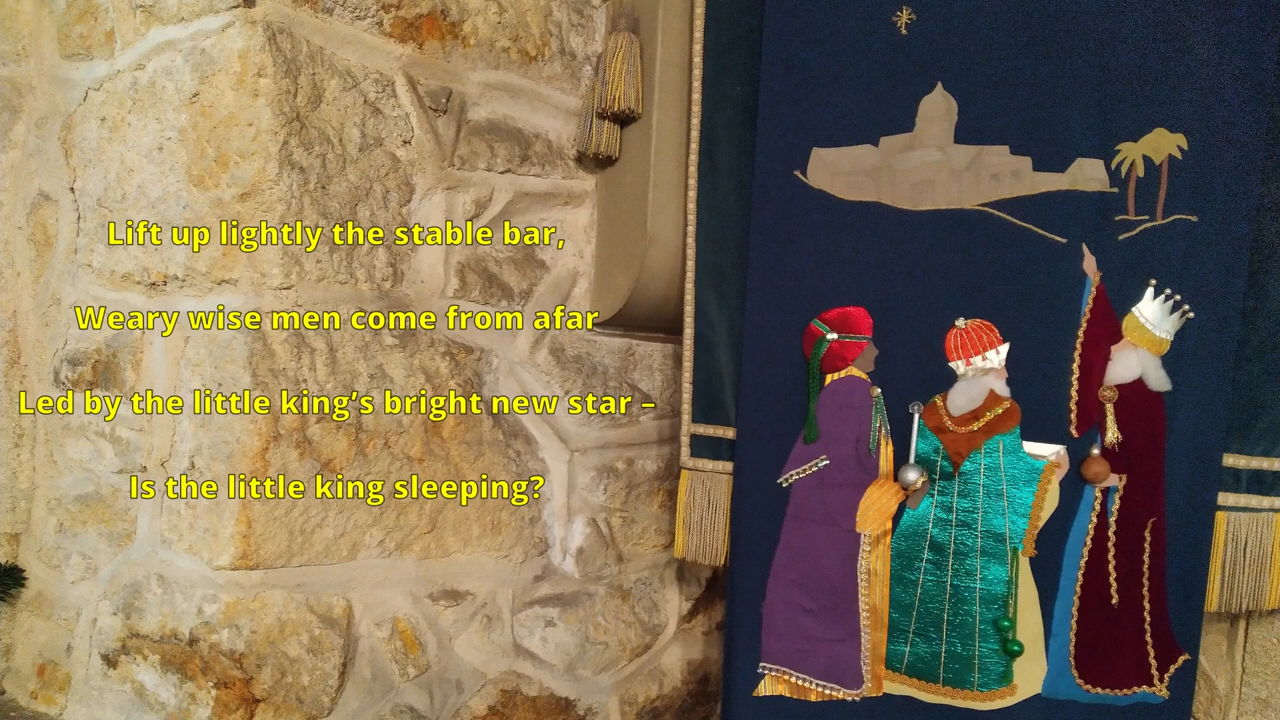 Lift up lightly the stable bar,
Weary wise men come from afar
Led by the little king’s bright new star –
Is the little king sleeping?